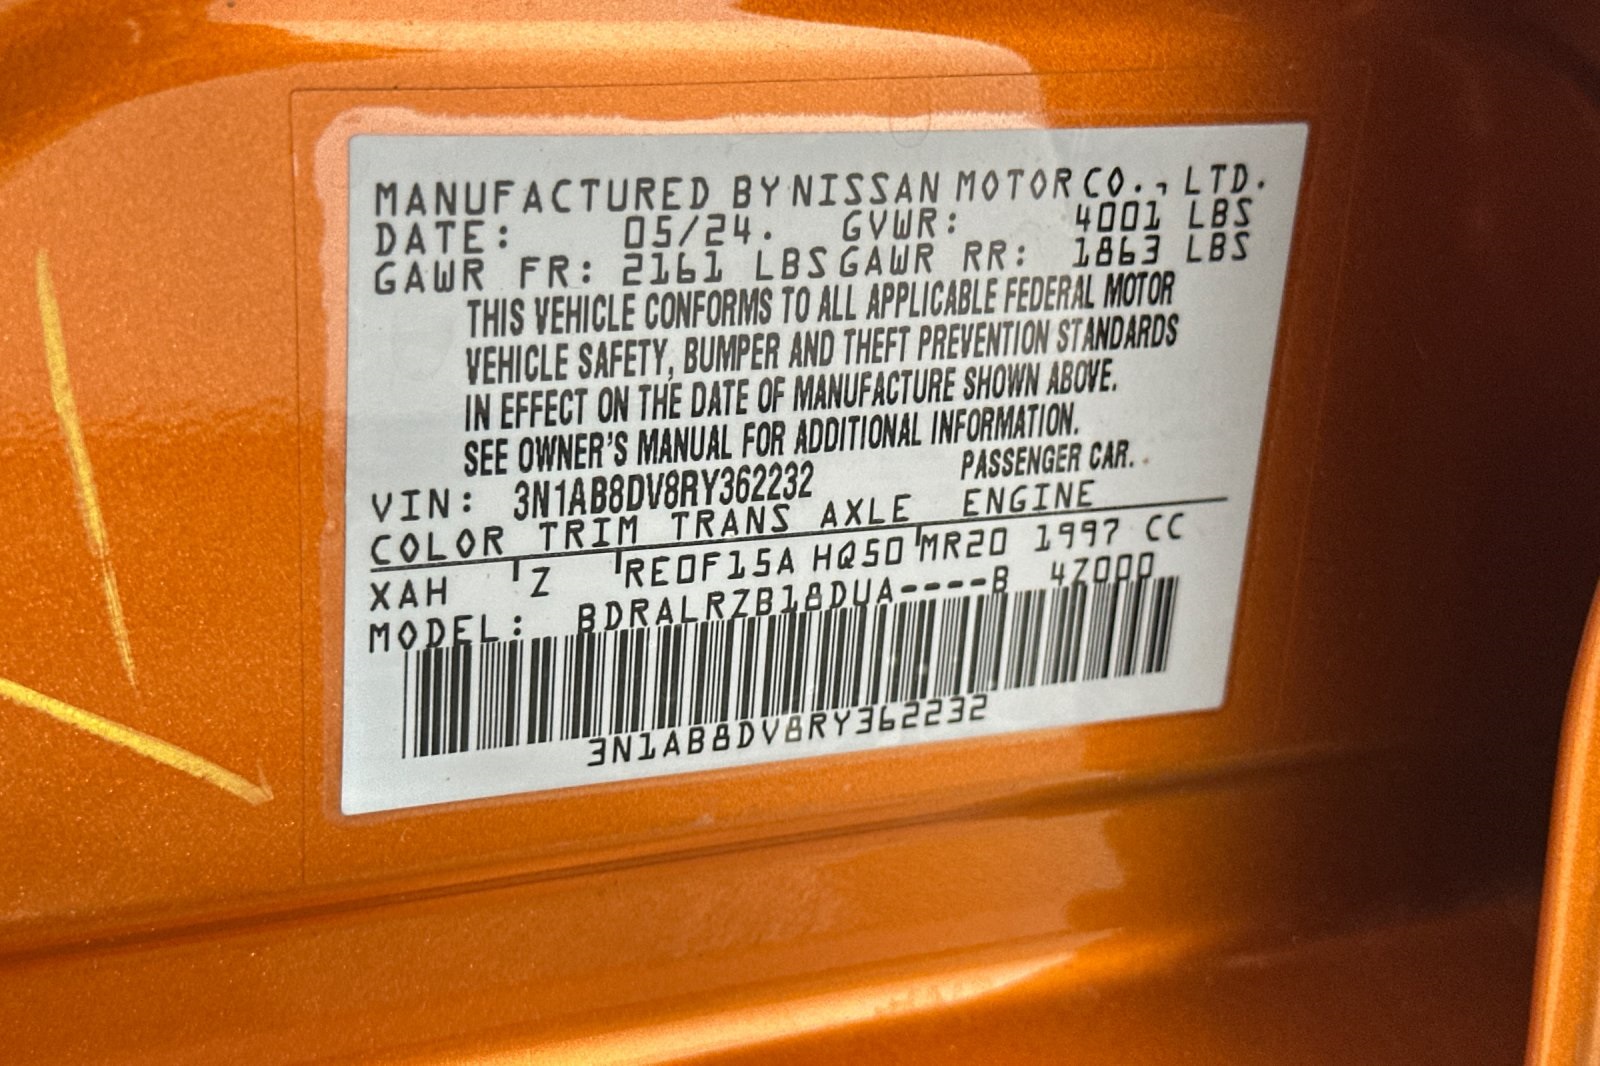 MANUFACTURED BY NISSAN MOTOR CO., LTD.
DATE: 05/24. GVWR: 4001 LBS
GAWR FR: 2161 LBS GAWR RR: 1863 LBS
THIS VEHICLE CONFORMS TO ALL APPLICABLE FEDERAL MOTOR
VEHICLE SAFETY, BUMPER AND THEFT PREVENTION STANDARDS
IN EFFECT ON THE DATE OF MANUFACTURE SHOWN ABOVE.
SEE OWNER'S MANUAL FOR ADDITIONAL INFORMATION.
VIN: 3N1AB8DV8RY362232 PASSENGER CAR.
COLOR TRIM TRANS AXLE ENGINE
XAH Z RE0F15A HQ50 MR20 1997 CC
MODEL: BDRALRZB18DUA----B 4Z000
3N1AB8DV8RY362232